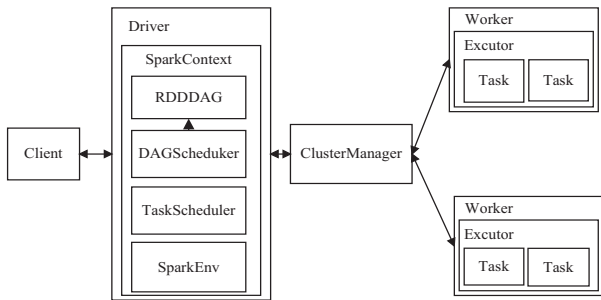 Driver
SparkContext
RDDDAG
Client
DAGScheduker
ClusterManager
TaskScheduler
SparkEnv
Worker
Excutor
Task Task
Worker
Excutor
Task Task